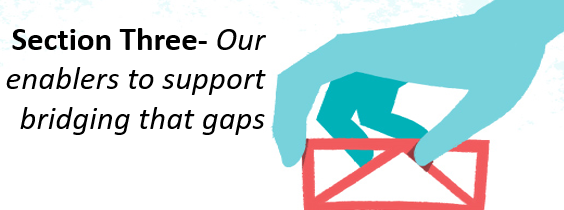 Section Three- Our
enablers to support
bridging that gaps